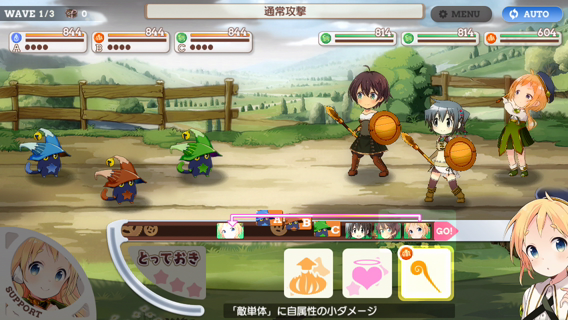 WAVE 1/3
0
通常攻撃
MENU
AUTO
844
844
844
814
814
604
A
B
C
A
B
C
GO!
とっておき
SUPPORT
「敵単体」に自属性の小ダメージ